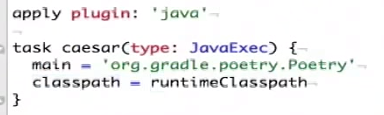 apply plugin: 'java'
task caesar(type: JavaExec) {
main = 'org.gradle.poetry.Poetry'
classpath = runtimeClasspath
}